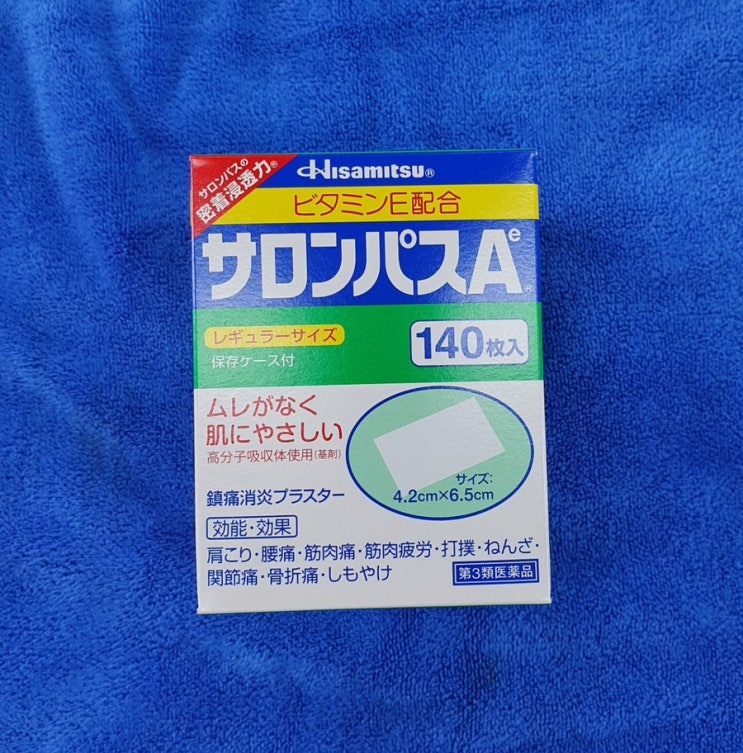 サロンパスの
密着浸透力®
Hisamitsu®
ビタミンE配合
サロンパスAe®
レギュラーサイズ
140枚入
保存ケース付
ムレがなく
肌にやさしい
高分子吸収体使用(基剤)
サイズ:
4.2cm×6.5cm
鎮痛消炎プラスター
効能・効果
肩こり・腰痛・筋肉痛・筋肉疲労・打撲・ねんざ・
関節痛・骨折痛・しもやけ
第3類医薬品